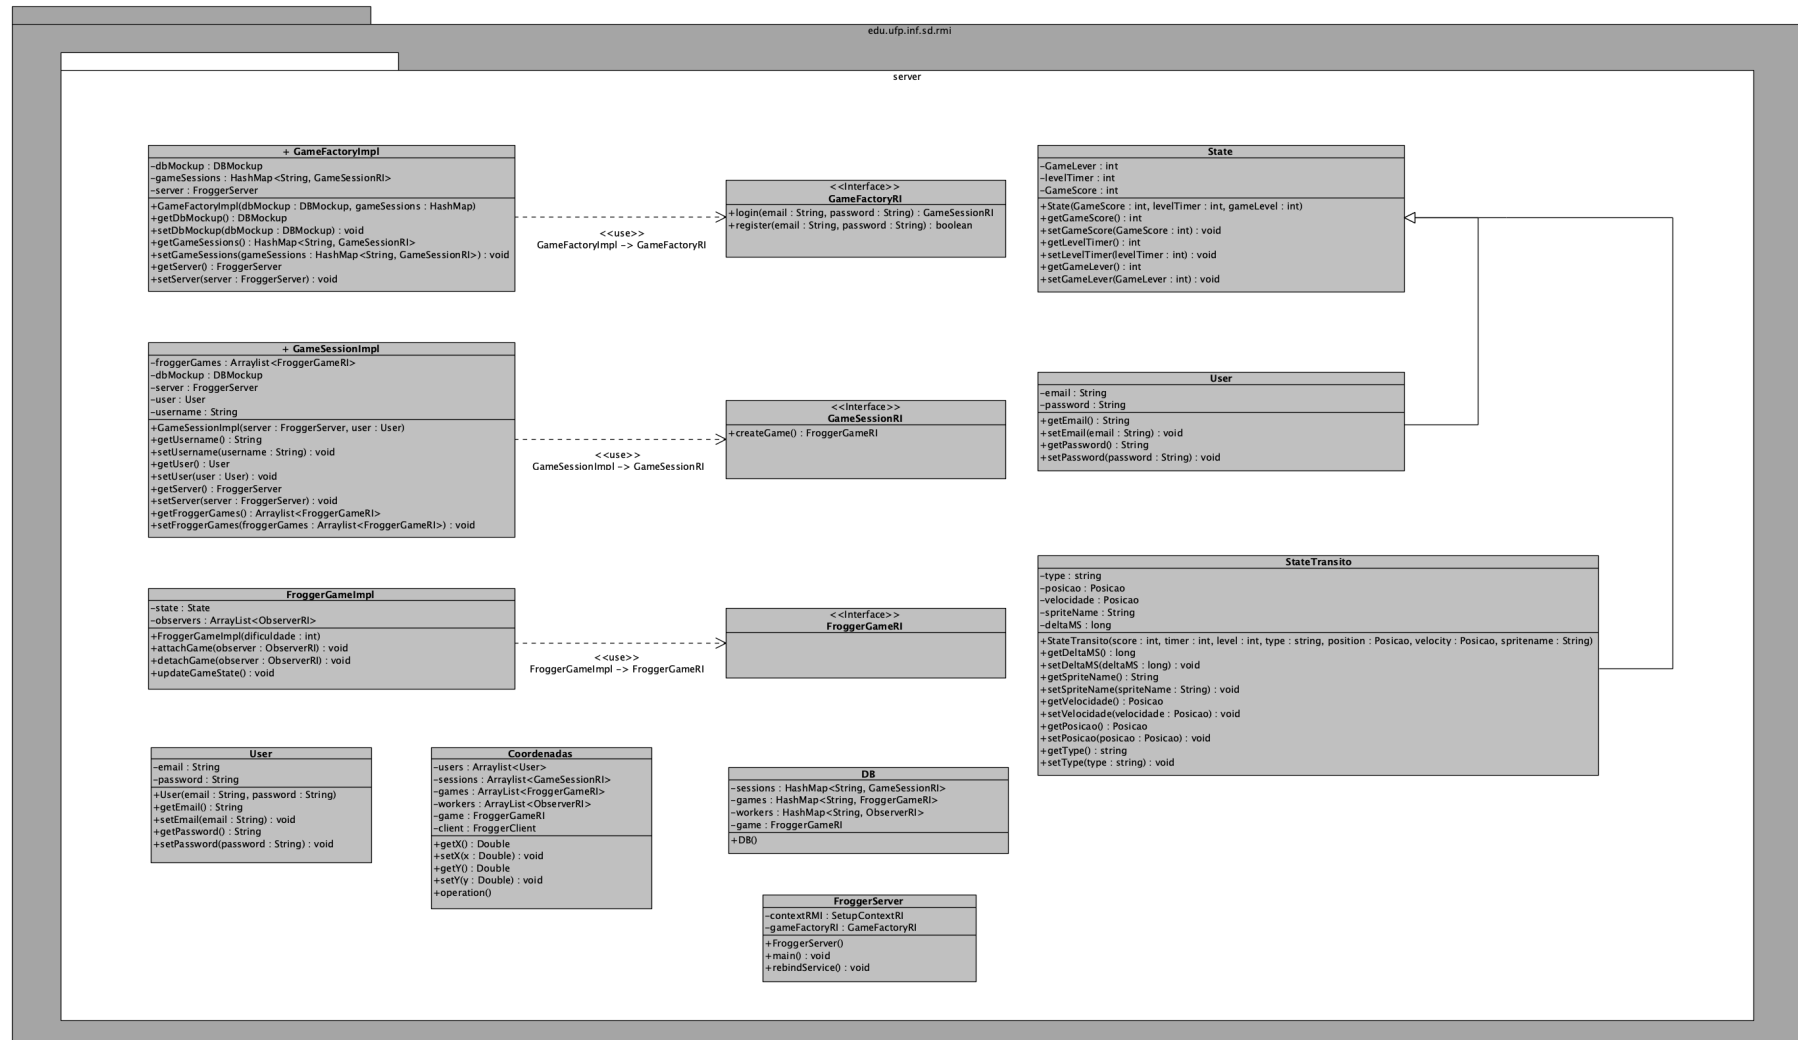 edu.ufp.inf.sd.rmi
server
+ GameFactoryImpl
-dbMockup : DBMockup
-gameSessions : HashMap<String, GameSessionRI>
-server : FroggerServer
+GameFactoryImpl(dbMockup : DBMockup, gameSessions : HashMap)
+getDbMockup() : DBMockup
+setDbMockup(dbMockup : DBMockup) : void
+getGameSessions() : HashMap<String, GameSessionRI>
+setGameSessions(gameSessions : HashMap<String, GameSessionRI>) : void
+getServer() : FroggerServer
+setServer(server : FroggerServer) : void
<<use>>
GameFactoryImpl -> GameFactoryRI
<<Interface>>
GameFactoryRI
+login(email : String, password : String) : GameSessionRI
+register(email : String, password : String) : boolean
State
-GameLever : int
-levelTimer : int
-GameScore : int
+State(GameScore : int, levelTimer : int, gameLevel : int)
+getGameScore() : int
+setGameScore(GameScore : int) : void
+getLevelTimer() : int
+setLevelTimer(levelTimer : int) : void
+getGameLever() : int
+setGameLever(GameLever : int) : void
+ GameSessionImpl
-froggerGames : Arraylist<FroggerGameRI>
-dbMockup : DBMockup
-server : FroggerServer
-user : User
-username : String
+GameSessionImpl(server : FroggerServer, user : User)
+getUsername() : String
+setUsername(username : String) : void
+getUser() : User
+setUser(user : User) : void
+getServer() : FroggerServer
+setServer(server : FroggerServer) : void
+getFroggerGames() : Arraylist<FroggerGameRI>
+setFroggerGames(froggerGames : Arraylist<FroggerGameRI>) : void
<<use>>
GameSessionImpl -> GameSessionRI
<<Interface>>
GameSessionRI
+createGame() : FroggerGameRI
User
-email : String
-password : String
+getEmail() : String
+setEmail(email : String) : void
+getPassword() : String
+setPassword(password : String) : void
FroggerGameImpl
-state : State
-observers : ArrayList<ObserverRI>
+FroggerGameImpl(dificuldade : int)
+attachGame(observer : ObserverRI) : void
+detachGame(observer : ObserverRI) : void
+updateGameState() : void
<<use>>
FroggerGameImpl -> FroggerGameRI
<<Interface>>
FroggerGameRI
StateTransito
-type : string
-posicao : Posicao
-velocidade : Posicao
-spriteName : String
-deltaMS : long
+StateTransito(score : int, timer : int, level : int, type : string, position : Posicao, velocity : Posicao, spritename : String)
+getDeltaMS() : long
+setDeltaMS(deltaMS : long) : void
+getSpriteName() : String
+setSpriteName(spriteName : String) : void
+getVelocidade() : Posicao
+setVelocidade(velocidade : Posicao) : void
+getPosicao() : Posicao
+setPosicao(posicao : Posicao) : void
+getType() : string
+setType(type : string) : void
User
-email : String
-password : String
+User(email : String, password : String)
+getEmail() : String
+setEmail(email : String) : void
+getPassword() : String
+setPassword(password : String) : void
Coordenadas
-users : Arraylist<User>
-sessions : Arraylist<GameSessionRI>
-games : ArrayList<FroggerGameRI>
-workers : ArrayList<ObserverRI>
-game : FroggerGameRI
-client : FroggerClient
+getX() : Double
+setX(x : Double) : void
+getY() : Double
+setY(y : Double) : void
+operation()
DB
-sessions : HashMap<String, GameSessionRI>
-games : HashMap<String, FroggerGameRI>
-workers : HashMap<String, ObserverRI>
-game : FroggerGameRI
+DB()
FroggerServer
-contextRMI : SetupContextRI
-gameFactoryRI : GameFactoryRI
+FroggerServer()
+main() : void
+rebindService() : void